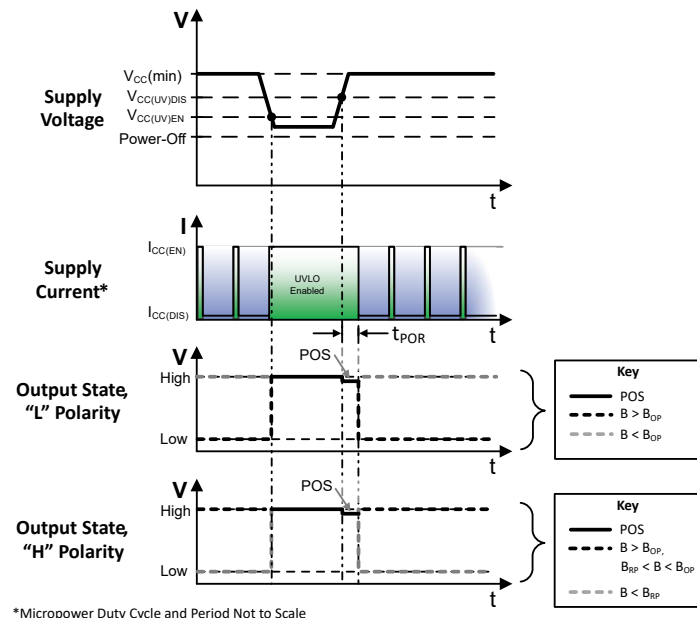 V
Supply Voltage
VCC(min)
VCC(UV)DIS
VCC(UV)EN
Power-Off
t
I
Supply Current*
ICC(EN)
UVLO Enabled
ICC(DIS)
t
tPOR
V
POS
Output State, "L" Polarity
High
Low
t
Key
POS
B > BOP
B < BOP
V
POS
Output State, "H" Polarity
High
Low
t
Key
POS
B > BOP,
BRP < B < BOP
B < BRP
*Micropower Duty Cycle and Period Not to Scale